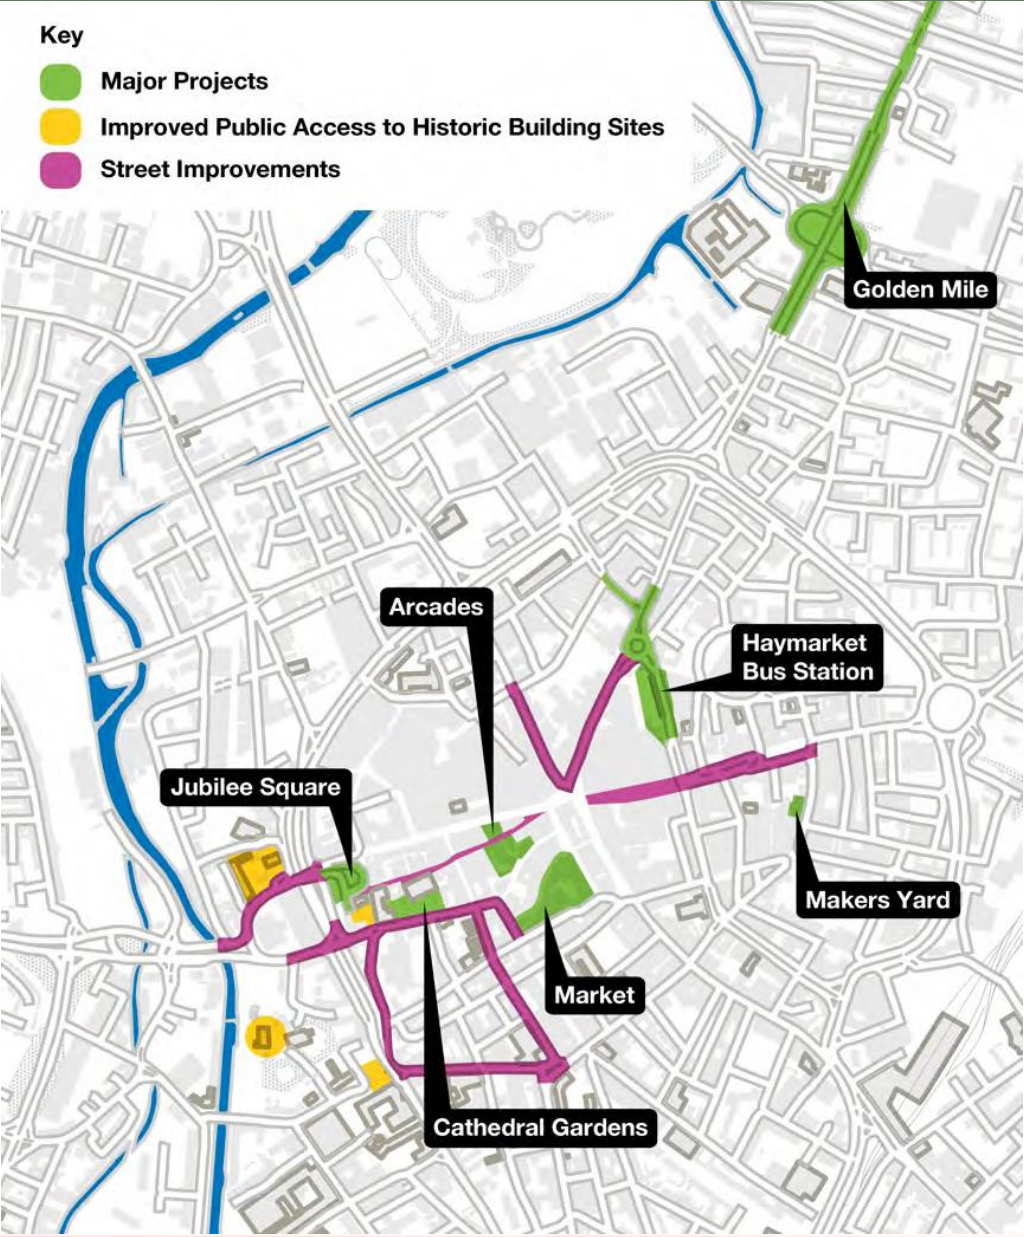 Key
Major Projects
Improved Public Access to Historic Building Sites
Street Improvements
Golden Mile
Arcades
Haymarket
Bus Station
Jubilee Square
Makers Yard
Market
Cathedral Gardens